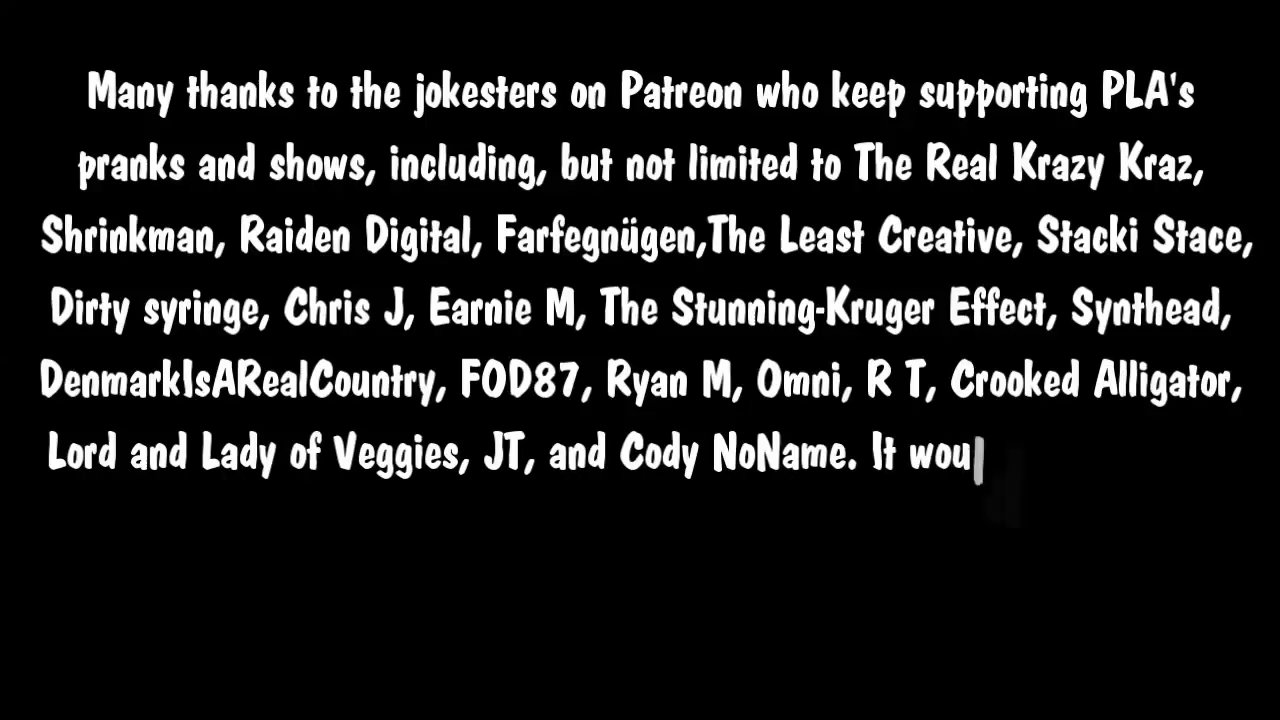 Many thanks to the jokesters on Patreon who keep supporting PLA's
pranks and shows, including, but not limited to The Real Krazy Kraz,
Shrinkman, Raiden Digital, Farfegnügen,The Least Creative, Stacki Stace,
Dirty syringe, Chris J, Earnie M, The Stunning-Kruger Effect, Synthead,
DenmarkIsARealCountry, FOD87, Ryan M, Omni, R T, Crooked Alligator,
Lord and Lady of Veggies, JT, and Cody NoName. It would